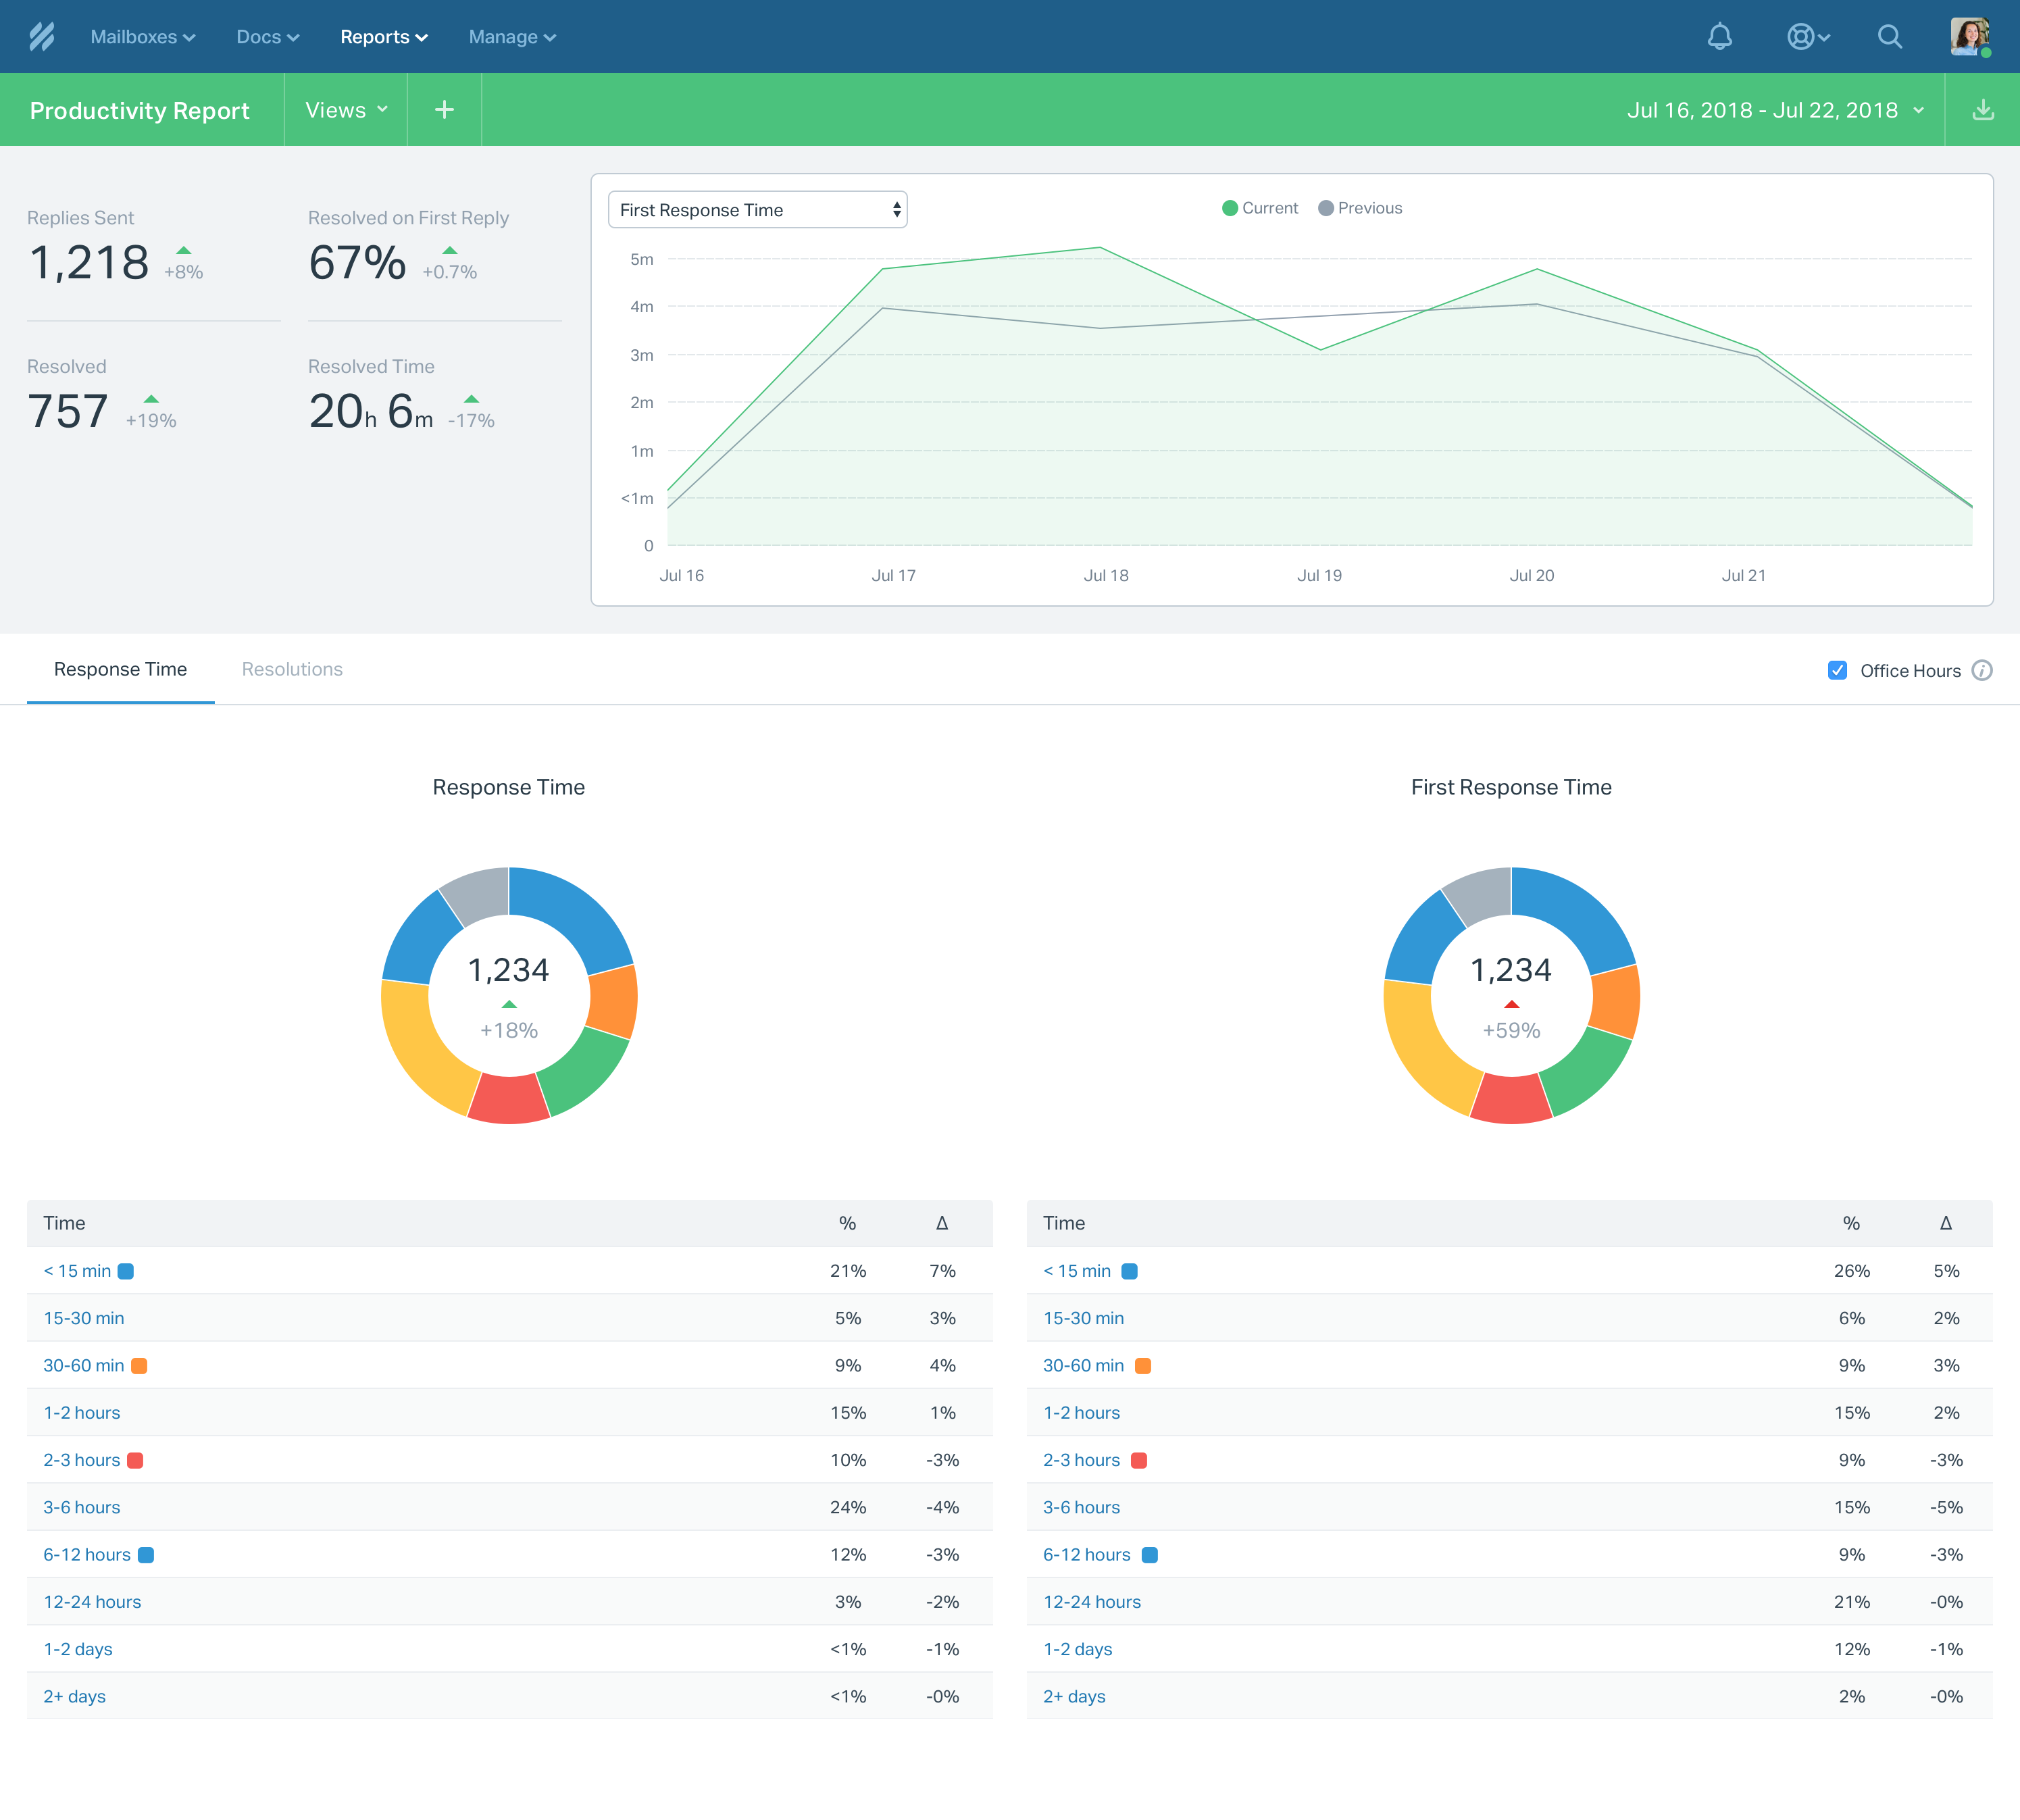 Mailboxes Docs Reports Manage
Productivity Report Views + Jul 16, 2018 - Jul 22, 2018
Replies Sent
1,218 +8%
Resolved on First Reply
67% +0.7%
Resolved
757 +19%
Resolved Time
20h 6m -17%
First Response Time
Current Previous
5m
4m
3m
2m
1m
<1m
0
Jul 16 Jul 17 Jul 18 Jul 19 Jul 20 Jul 21
Response Time Resolutions Office Hours i
Response Time
1,234
+18%
First Response Time
1,234
+59%
Time % Δ
< 15 min 21% 7%
15-30 min 5% 3%
30-60 min 9% 4%
1-2 hours 15% 1%
2-3 hours 10% -3%
3-6 hours 24% -4%
6-12 hours 12% -3%
12-24 hours 3% -2%
1-2 days <1% -1%
2+ days <1% -0%
Time % Δ
< 15 min 26% 5%
15-30 min 6% 2%
30-60 min 9% 3%
1-2 hours 15% 2%
2-3 hours 9% -3%
3-6 hours 15% -5%
6-12 hours 9% -3%
12-24 hours 21% -0%
1-2 days 12% -1%
2+ days 2% -0%